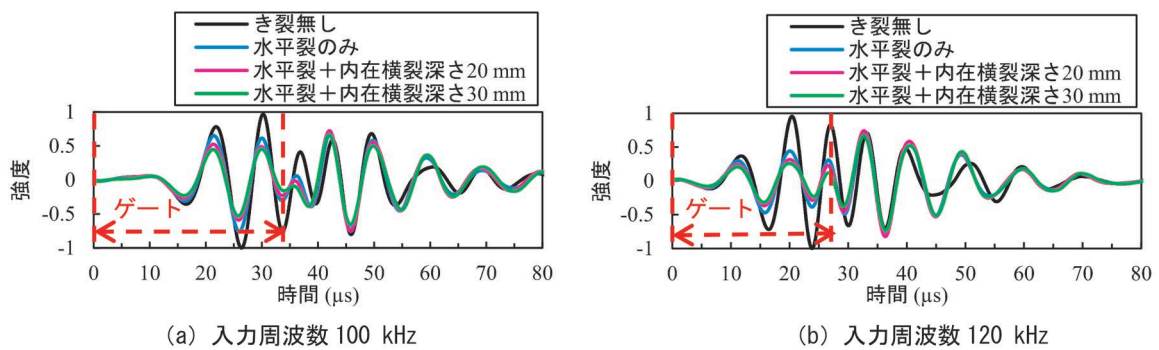 き裂無し
水平裂のみ
水平裂＋内在横裂深さ20 mm
水平裂＋内在横裂深さ30 mm
1
0.5
0
-0.5
-1
強度
ゲート
0 10 20 30 40 50 60 70 80
時間 (μs)
(a) 入力周波数 100 kHz
き裂無し
水平裂のみ
水平裂＋内在横裂深さ20 mm
水平裂＋内在横裂深さ30 mm
1
0.5
0
-0.5
-1
強度
ゲート
0 10 20 30 40 50 60 70 80
時間 (μs)
(b) 入力周波数 120 kHz